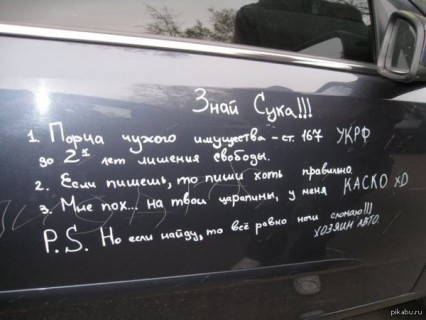 Знай Сука!!!
1. Порча чужого имущества - ст. 167 УКРФ
до 2х лет лишения свободы.
2. Если пишешь, то пиши хоть правильно.
3. Мне пох... на твои царапины, у меня КАСКО xD
P.S. Но если найду, то всё равно ноги сломаю!!!
ХОЗЯИН АВТО.
pikabu.ru